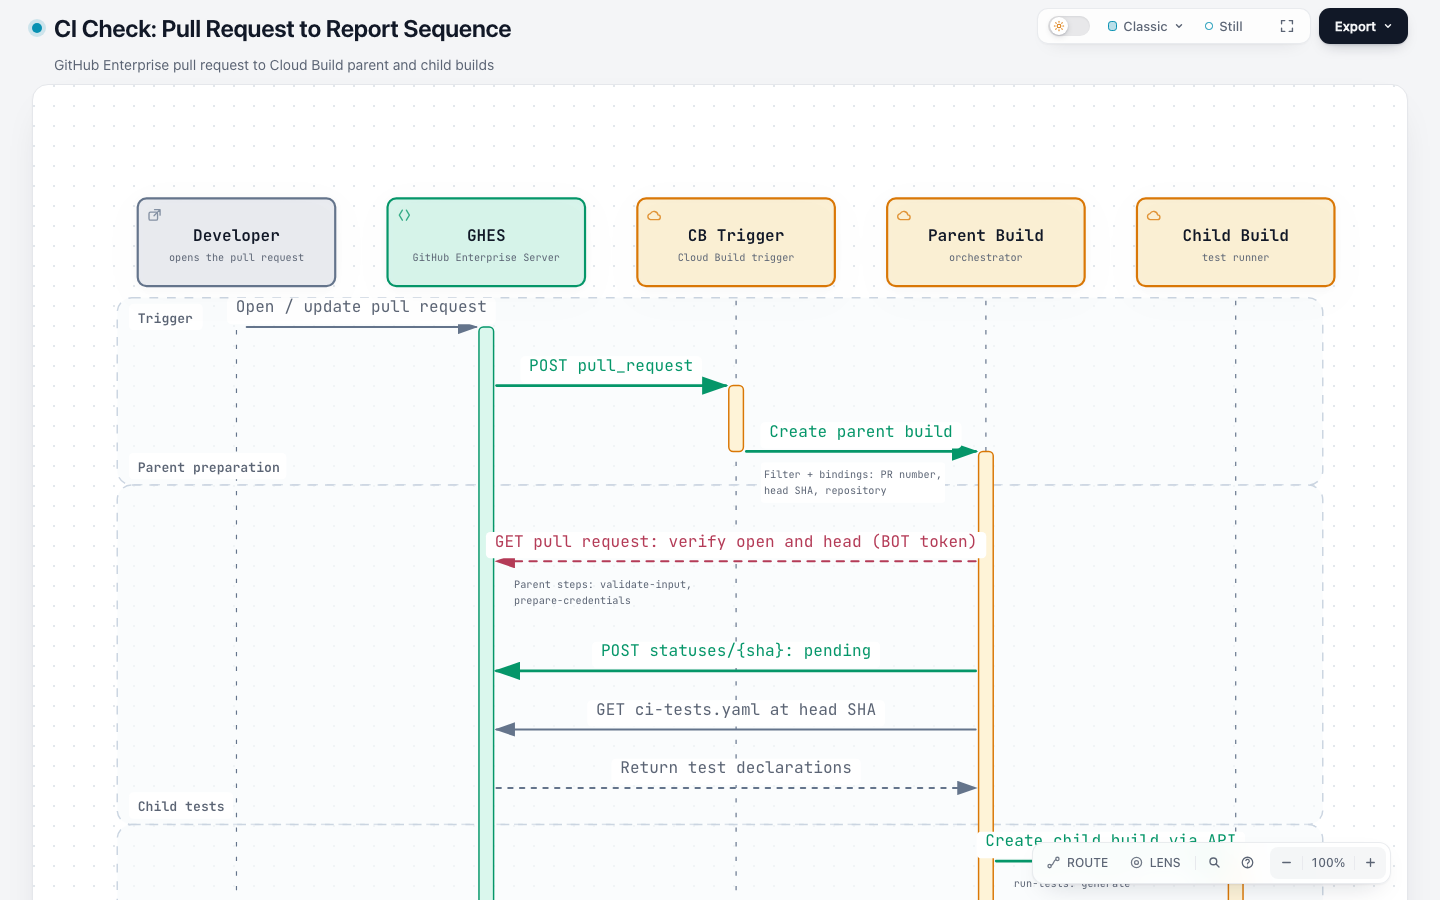 CI Check: Pull Request to Report Sequence
Classic
Still
Export
GitHub Enterprise pull request to Cloud Build parent and child builds
Developer
opens the pull request
GHES
GitHub Enterprise Server
CB Trigger
Cloud Build trigger
Parent Build
orchestrator
Child Build
test runner
Trigger
Open / update pull request
POST pull_request
Create parent build
Filter + bindings: PR number,
head SHA, repository
Parent preparation
GET pull request: verify open and head (BOT token)
Parent steps: validate-input,
prepare-credentials
POST statuses/{sha}: pending
GET ci-tests.yaml at head SHA
Return test declarations
Child tests
Create child build via API
run-tests: generate
ROUTE
LENS
100%